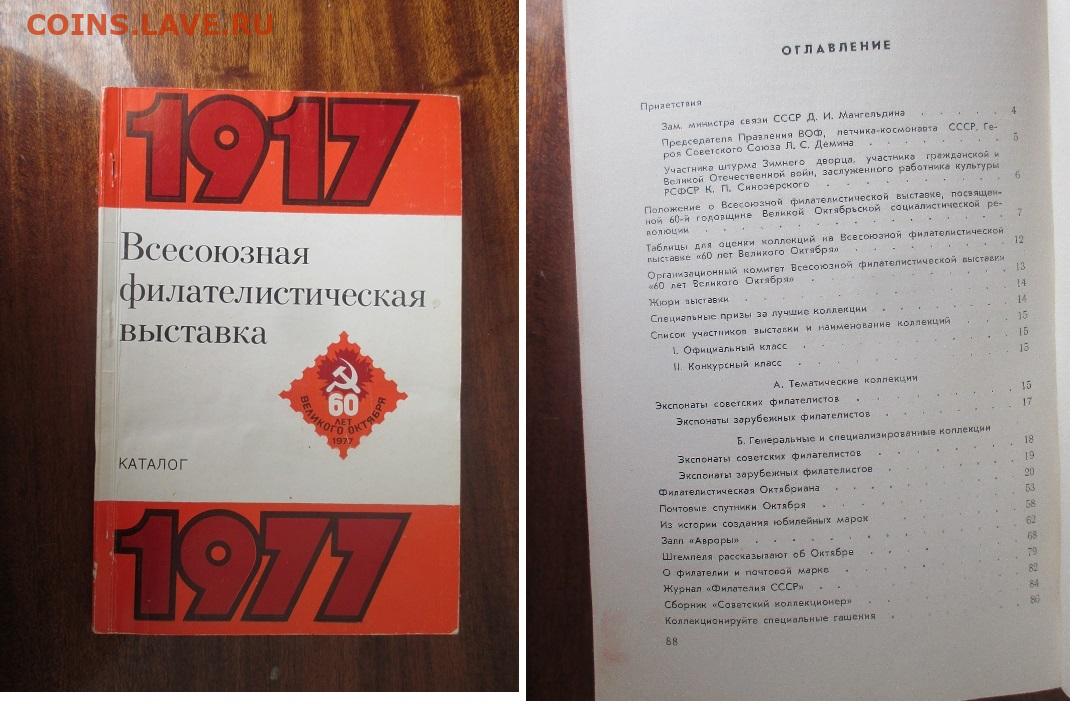 COINS.LAVE.RU
1917
Всесоюзная
филателистическая
выставка
60
ЛЕТ
ВЕЛИКОГО ОКТЯБРЯ
1977
КАТАЛОГ
1977
ОГЛАВЛЕНИЕ
Приветствия
Зам. министра связи СССР Д. И. Мангельдина . . . . . 4
Председателя Правления ВОФ, летчика-космонавта СССР, Ге-
роя Советского Союза Л. С. Демина . . . . . . . 5
Участника штурма Зимнего дворца, участника гражданской и
Великой Отечественной войн, заслуженного работника культуры
РСФСР К. П. Синозерского . . . . . . . . . 6
Положение о Всесоюзной филателистической выставке, посвящен-
ной 60-й годовщине Великой Октябрьской социалистической ре-
волюции . . . . . . . . . . . . . 7
Таблицы для оценки коллекций на Всесоюзной филателистической
выставке «60 лет Великого Октября» . . . . . . . 12
Организационный комитет Всесоюзной филателистической выставки
«60 лет Великого Октября» . . . . . . . . . 13
Жюри выставки . . . . . . . . . . . 14
Специальные призы за лучшие коллекции . . . . . . 14
Список участников выставки и наименование коллекций . . . 15
I. Официальный класс . . . . . . . . . . 15
II. Конкурсный класс . . . . . . . . . . 15
А. Тематические коллекции
Экспонаты советских филателистов . . . . . . . 15
Экспонаты зарубежных филателистов . . . . . . . 17
Б. Генеральные и специализированные коллекции
Экспонаты советских филателистов . . . . . . . 18
Экспонаты зарубежных филателистов . . . . . . . 19
Филателистическая Октябриана . . . . . . . . 20
Почтовые спутники Октября . . . . . . . . . 53
Из истории создания юбилейных марок . . . . . . 58
Залп «Авроры» . . . . . . . . . . . 62
Штемпеля рассказывают об Октябре . . . . . . . 68
О филателии и почтовой марке . . . . . . . . 79
Журнал «Филателия СССР» . . . . . . . . . 82
Сборник «Советский коллекционер» . . . . . . . 84
Коллекционируйте специальные гашения . . . . . . 86
88